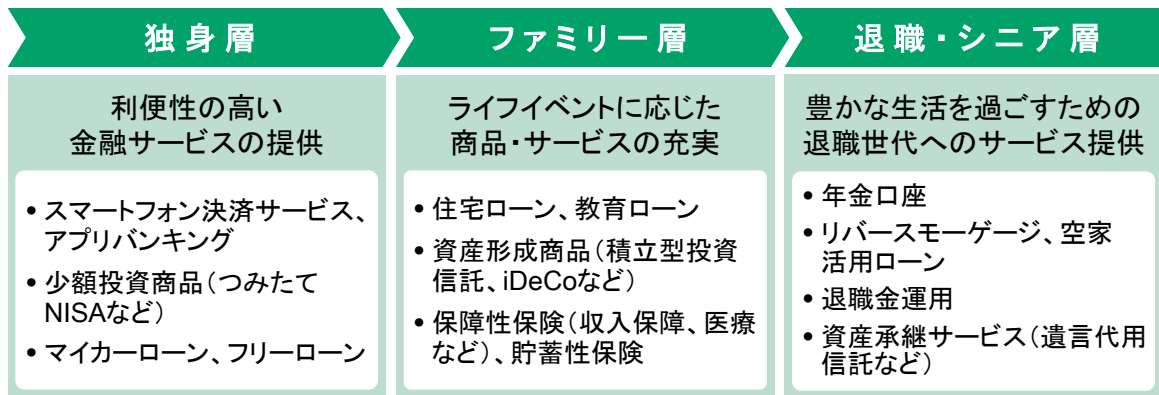 独身層
利便性の高い
金融サービスの提供
•スマートフォン決済サービス、
アプリバンキング
•少額投資商品(つみたて
NISAなど)
•マイカーローン、フリーローン
ファミリー層
ライフイベントに応じた
商品・サービスの充実
•住宅ローン、教育ローン
•資産形成商品(積立型投資
信託、iDeCoなど)
•保障性保険(収入保障、医療
など)、貯蓄性保険
退職・シニア層
豊かな生活を過ごすための
退職世代へのサービス提供
•年金口座
•リバースモーゲージ、空家
活用ローン
•退職金運用
•資産承継サービス(遺言代用
信託など)